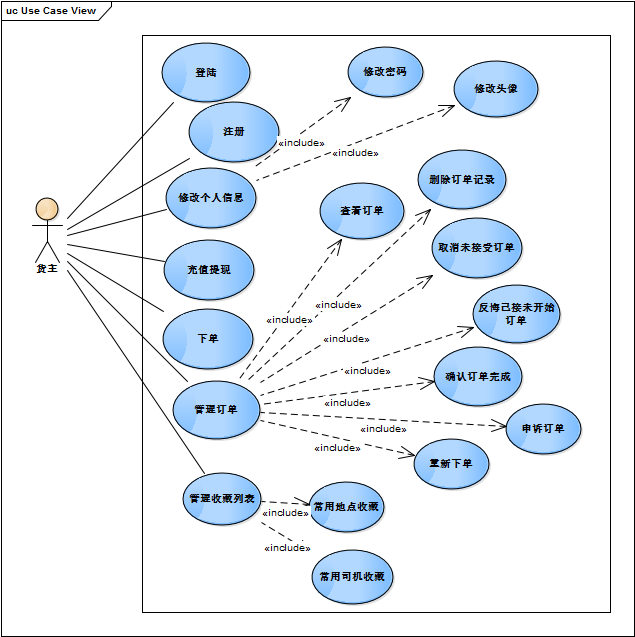 uc Use Case View
登陆
修改密码
修改头像
注册
«include»
«include»
修改个人信息
删除订单记录
查看订单
取消未接受订单
货主
充值提现
«include»
反悔已接未开始
订单
«include»
下单
«include»
«include»
确认订单完成
«include»
管理订单
«include»
申诉订单
«include»
重新下单
管理收藏列表
常用地点收藏
«include»
«include»
常用司机收藏